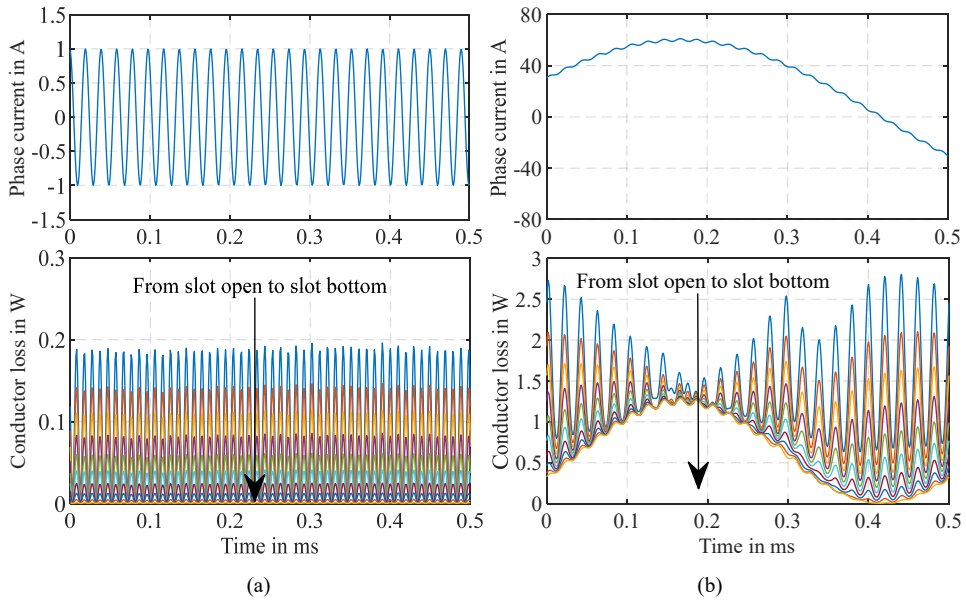 Phase current in A
1.5
1
0.5
0
-0.5
-1
-1.5
0 0.1 0.2 0.3 0.4 0.5
Phase current in A
80
40
0
-40
-80
0 0.1 0.2 0.3 0.4 0.5
Conductor loss in W
0.3
0.2
0.1
0
From slot open to slot bottom
0 0.1 0.2 0.3 0.4 0.5
Time in ms
(a)
Conductor loss in W
3
2.5
2
1.5
1
0.5
0
From slot open to slot bottom
0 0.1 0.2 0.3 0.4 0.5
Time in ms
(b)